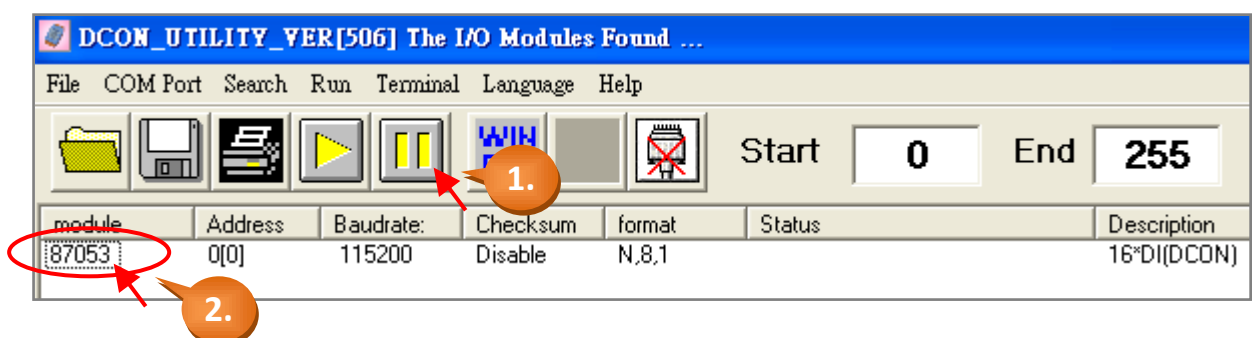 DCON_UTILITY_VER[506] The I/O Modules Found ...
File COM Port Search Run Terminal Language Help
WIN Start 0 End 255
1.
module Address Baudrate: Checksum format Status Description
87053 0[0] 115200 Disable N,8,1 16*DI(DCON)
2.